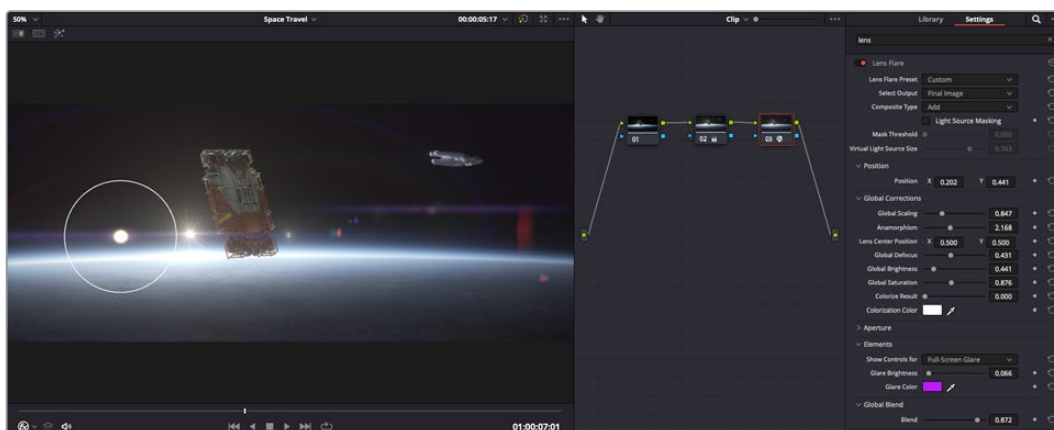 50%
Space Travel
00:00:05:17
Clip
Library
Settings
lens
Lens Flare
Lens Flare Preset Custom
Select Output Final Image
Composite Type Add
Light Source Masking
Mask Threshold 0.000
Virtual Light Source Size 0.743
Position
Position X 0.202 Y 0.441
Global Corrections
Global Scaling 0.847
Anamorphism 2.168
Lens Center Position X 0.500 Y 0.500
Global Defocus 0.431
Global Brightness 0.441
Global Saturation 0.876
Colorize Result 0.000
Colorization Color
Aperture
Elements
Show Controls for Full-Screen Glare
Glare Brightness 0.066
Glare Color
Global Blend
Blend 0.872
01
02
03
01:00:07:01